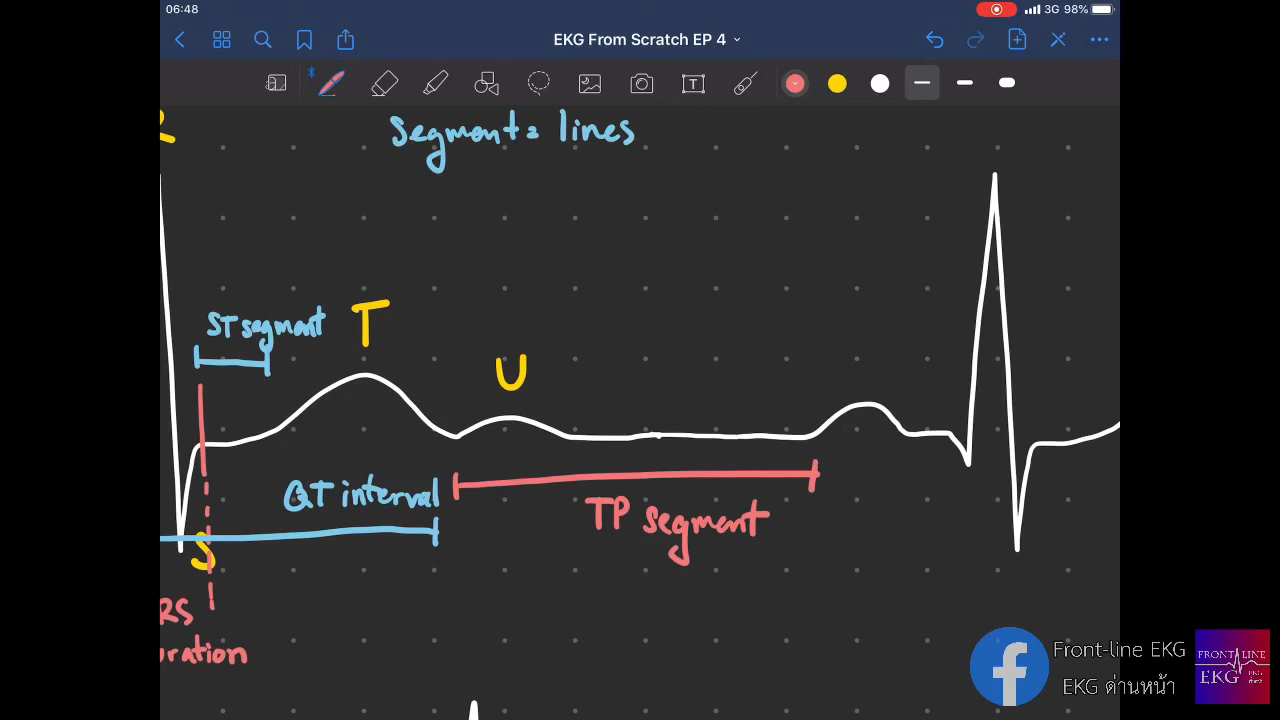 06:48
3G 98%
EKG From Scratch EP 4
T
Segment = lines
ST segment
T
U
QT interval
TP segment
S
RS
uration
Front-line EKG
EKG ด่านหน้า
FRONT LINE
EKG